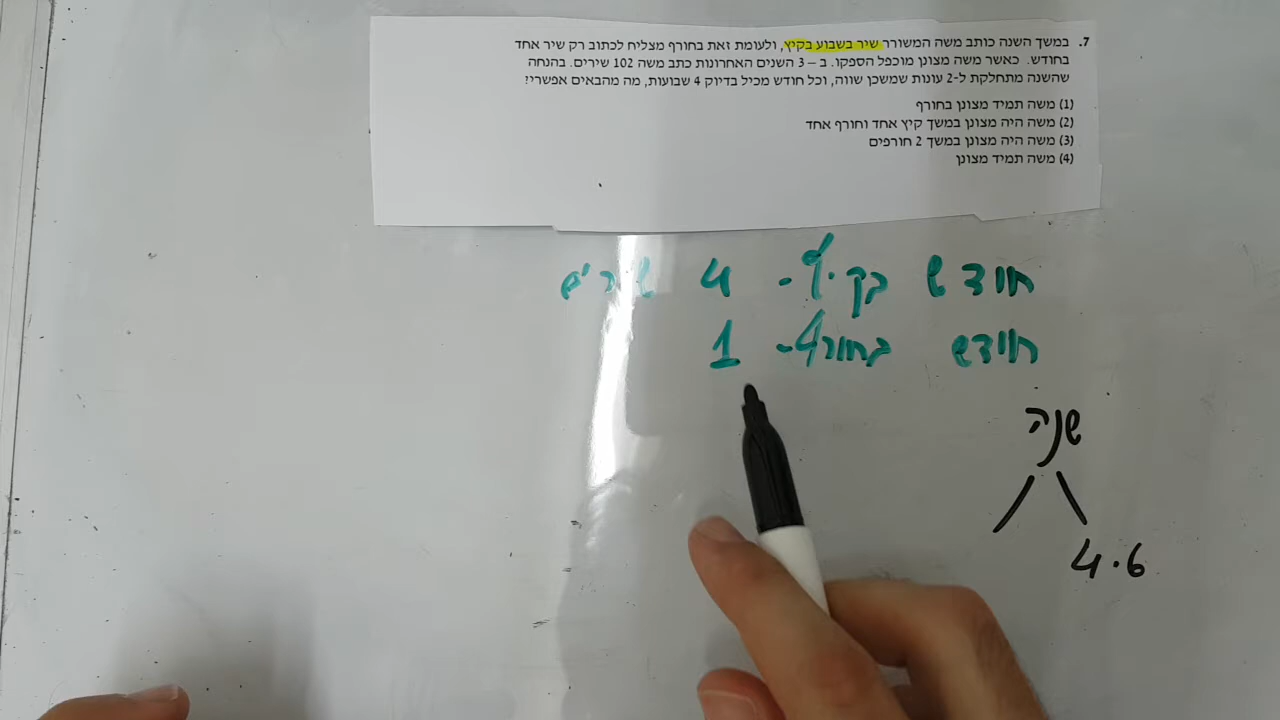 7. במשך השנה כותב משה המשורר שיר בשבוע בקיץ, ולעומת זאת בחורף מצליח לכתוב רק שיר אחד
בחודש. כאשר משה מצונן מוכפל הספקו. ב – 3 השנים האחרונות כתב משה 102 שירים. בהנחה
שהשנה מתחלקת ל-2 עונות שמשכן שווה, וכל חודש מכיל בדיוק 4 שבועות, מה מהבאים אפשרי?
(1) משה תמיד מצונן בחורף
(2) משה היה מצונן במשך קיץ אחד וחורף אחד
(3) משה היה מצונן במשך 2 חורפים
(4) משה תמיד מצונן
חודש בקיץ - 4 שירים
חודש בחורף - 1
שנה
4·6